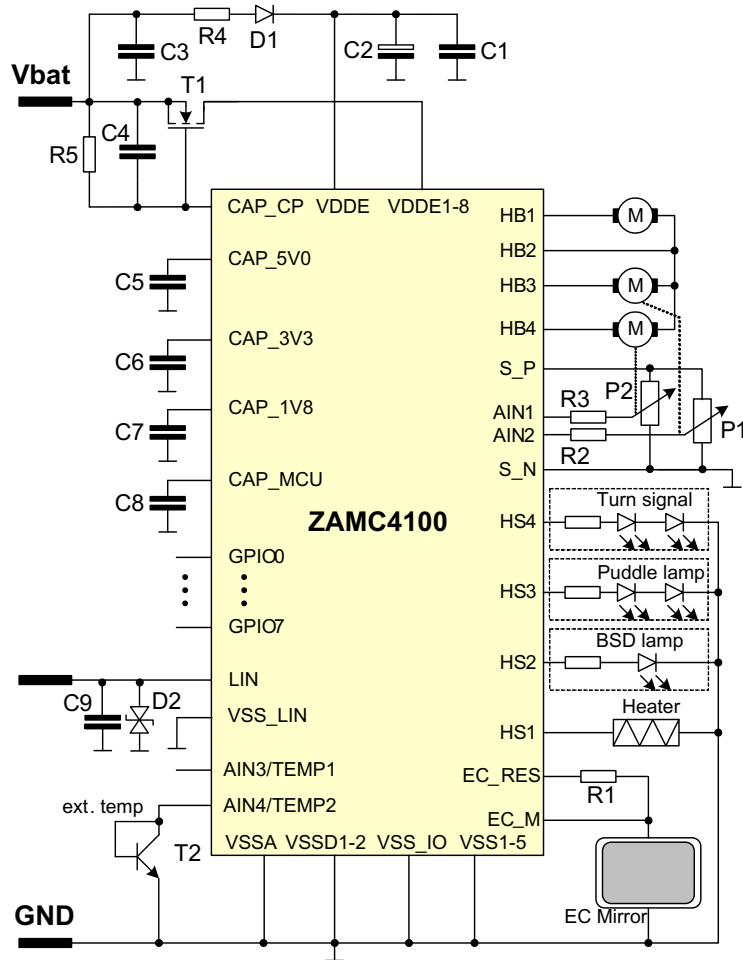 R4
D1
C3
C2
C1
Vbat
T1
C4
R5
CAP_CP
VDDE
VDDE1-8
HB1
M
CAP_5V0
HB2
C5
HB3
M
HB4
M
CAP_3V3
S_P
C6
R3
P2
CAP_1V8
AIN1
P1
C7
AIN2
R2
S_N
CAP_MCU
C8
Turn signal
ZAMC4100
HS4
GPIO0
Puddle lamp
HS3
GPIO7
BSD lamp
HS2
LIN
C9
D2
Heater
VSS_LIN
HS1
AIN3/TEMP1
EC_RES
R1
ext. temp
AIN4/TEMP2
EC_M
T2
VSSA
VSSD1-2
VSS_IO
VSS1-5
GND
EC Mirror